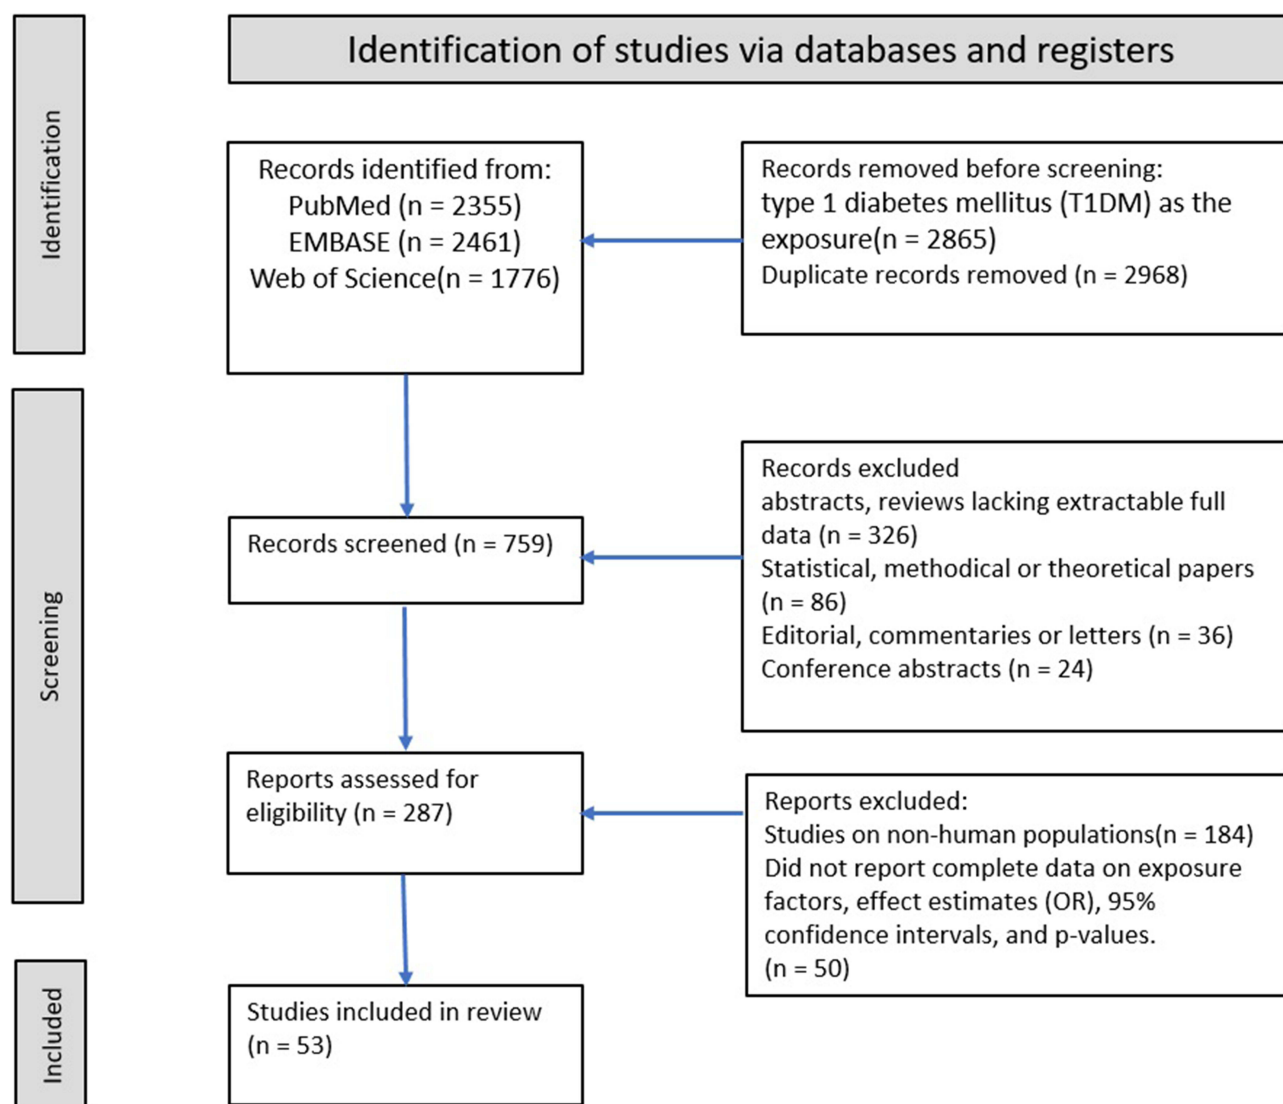 Identification of studies via databases and registers
Identification
Records identified from:
PubMed (n = 2355)
EMBASE (n = 2461)
Web of Science(n = 1776)
Records removed before screening:
type 1 diabetes mellitus (T1DM) as the
exposure(n = 2865)
Duplicate records removed (n = 2968)
Screening
Records screened (n = 759)
Records excluded
abstracts, reviews lacking extractable full
data (n = 326)
Statistical, methodical or theoretical papers
(n = 86)
Editorial, commentaries or letters (n = 36)
Conference abstracts (n = 24)
Reports assessed for
eligibility (n = 287)
Reports excluded:
Studies on non-human populations(n = 184)
Did not report complete data on exposure
factors, effect estimates (OR), 95%
confidence intervals, and p-values.
(n = 50)
Included
Studies included in review
(n = 53)